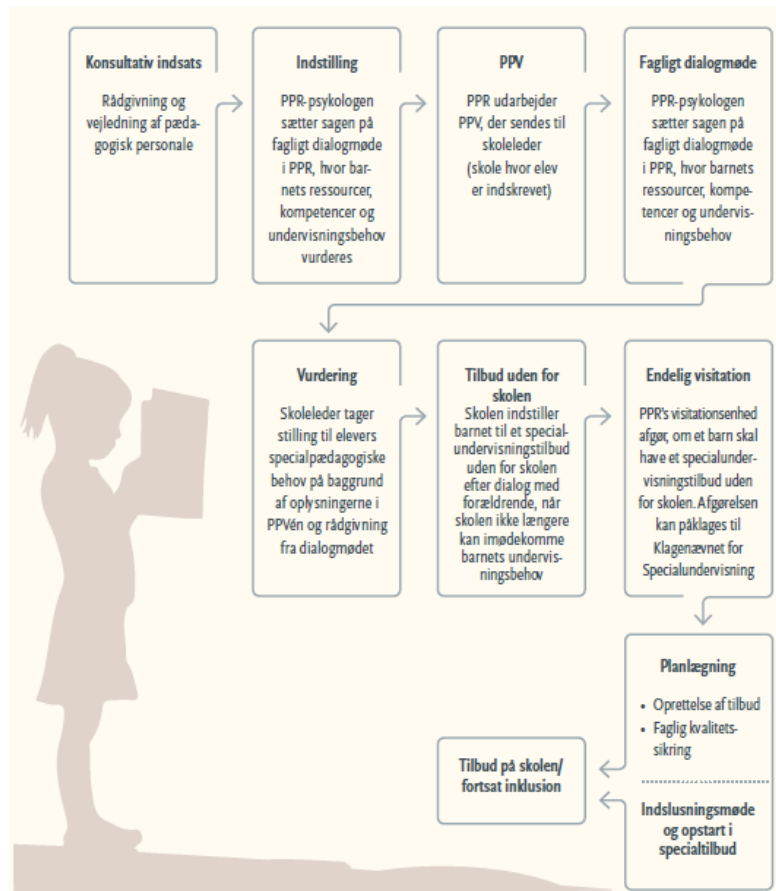 Konsultativ indsats
Rådgivning og
vejledning af pæda-
gogisk personale
Indstilling
PPR-psykologen
sætter sagen på
fagligt dialogmøde
i PPR, hvor bar-
nets ressourcer,
kompetencer og
undervisningsbehov
vurderes
PPV
PPR udarbejder
PPV, der sendes til
skoleleder
(skole hvor elev
er indskrevet)
Fagligt dialogmøde
PPR-psykologen
sætter sagen på
fagligt dialogmøde
i PPR, hvor barnets
ressourcer, kompe-
tencer og undervis-
ningsbehov
Vurdering
Skoleleder tager
stilling til elevers
specialpædagogiske
behov på baggrund
af oplysningerne i
PPVén og rådgivning
fra dialogmødet
Tilbud uden for
skolen
Skolen indstiller
barnet til et special-
undervisningstilbud
uden for skolen
efter dialog med
forældrende, når
skolen ikke længere
kan imødekomme
barnets undervis-
ningsbehov
Endelig visitation
PPR's visitationsenhed
afgør, om et barn skal
have et specialunder-
visningstilbud uden
for skolen. Afgørelsen
kan påklages til
Klagenævnet for
Specialundervisning
Planlægning
• Oprettelse af tilbud
• Faglig kvalitets-
sikring
Tilbud på skolen/
fortsat inklusion
Indslusningsmøde
og opstart i
specialtilbud